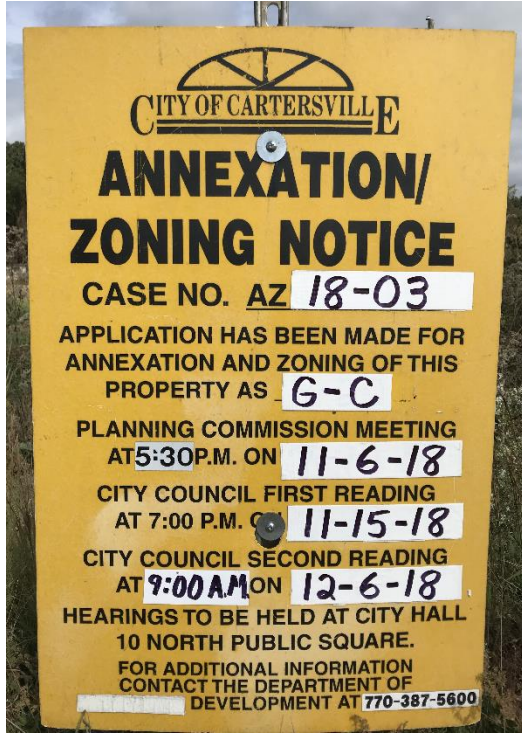 CITY OF CARTERSVILLE
ANNEXATION/
ZONING NOTICE
CASE NO. AZ 18-03
APPLICATION HAS BEEN MADE FOR
ANNEXATION AND ZONING OF THIS
PROPERTY AS G-C
PLANNING COMMISSION MEETING
AT 5:30 P.M. ON 11-6-18
CITY COUNCIL FIRST READING
AT 7:00 P.M. 11-15-18
CITY COUNCIL SECOND READING
AT 9:00 A.M ON 12-6-18
HEARINGS TO BE HELD AT CITY HALL
10 NORTH PUBLIC SQUARE.
FOR ADDITIONAL INFORMATION
CONTACT THE DEPARTMENT OF
DEVELOPMENT AT 770-387-5600